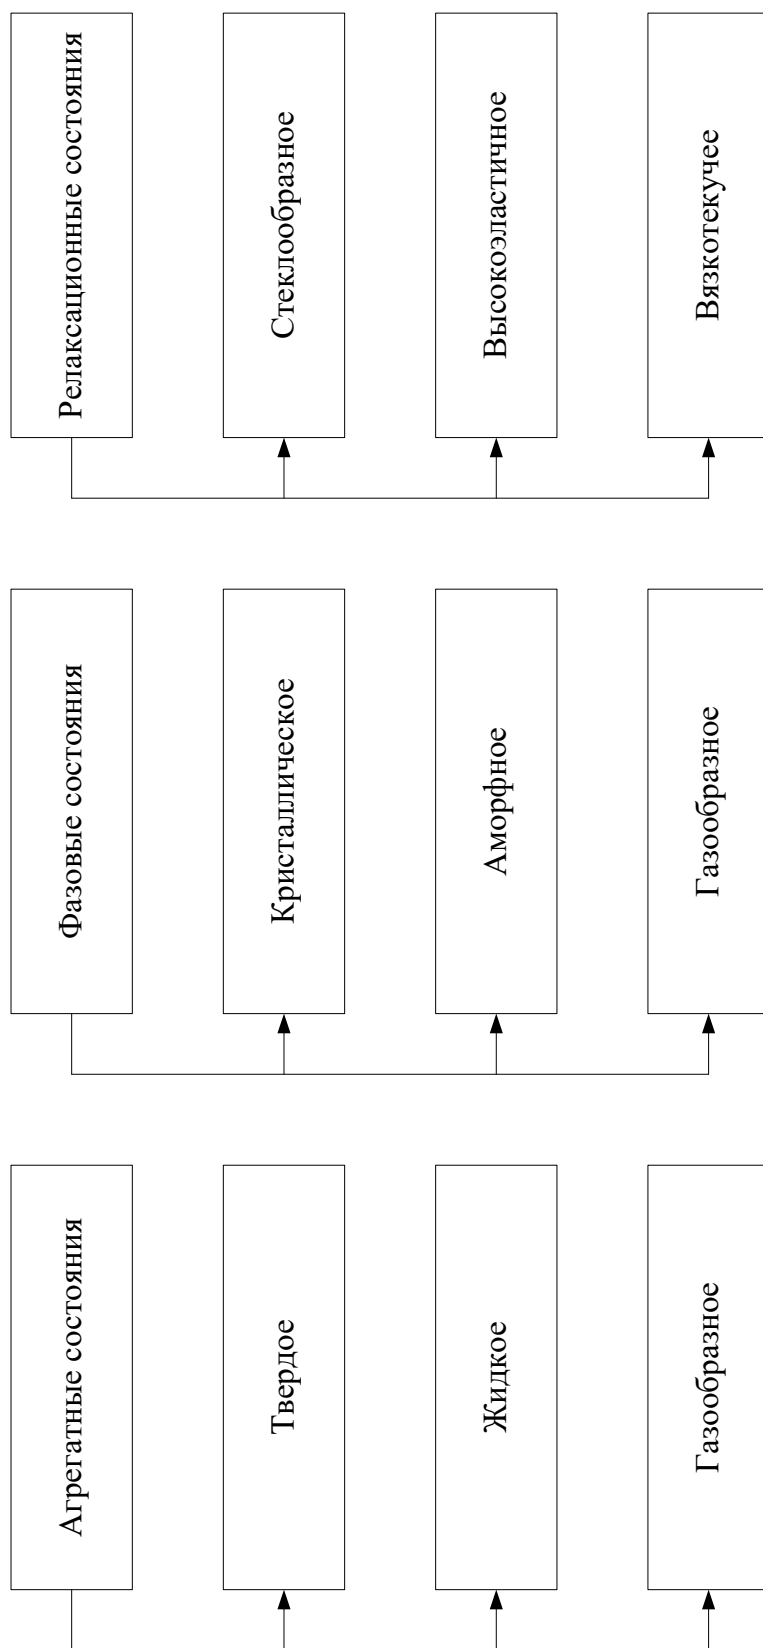 Агрегатные состояния
Твердое
Жидкое
Газообразное
Фазовые состояния
Кристаллическое
Аморфное
Газообразное
Релаксационные состояния
Стеклообразное
Высокоэластичное
Вязкотекучее